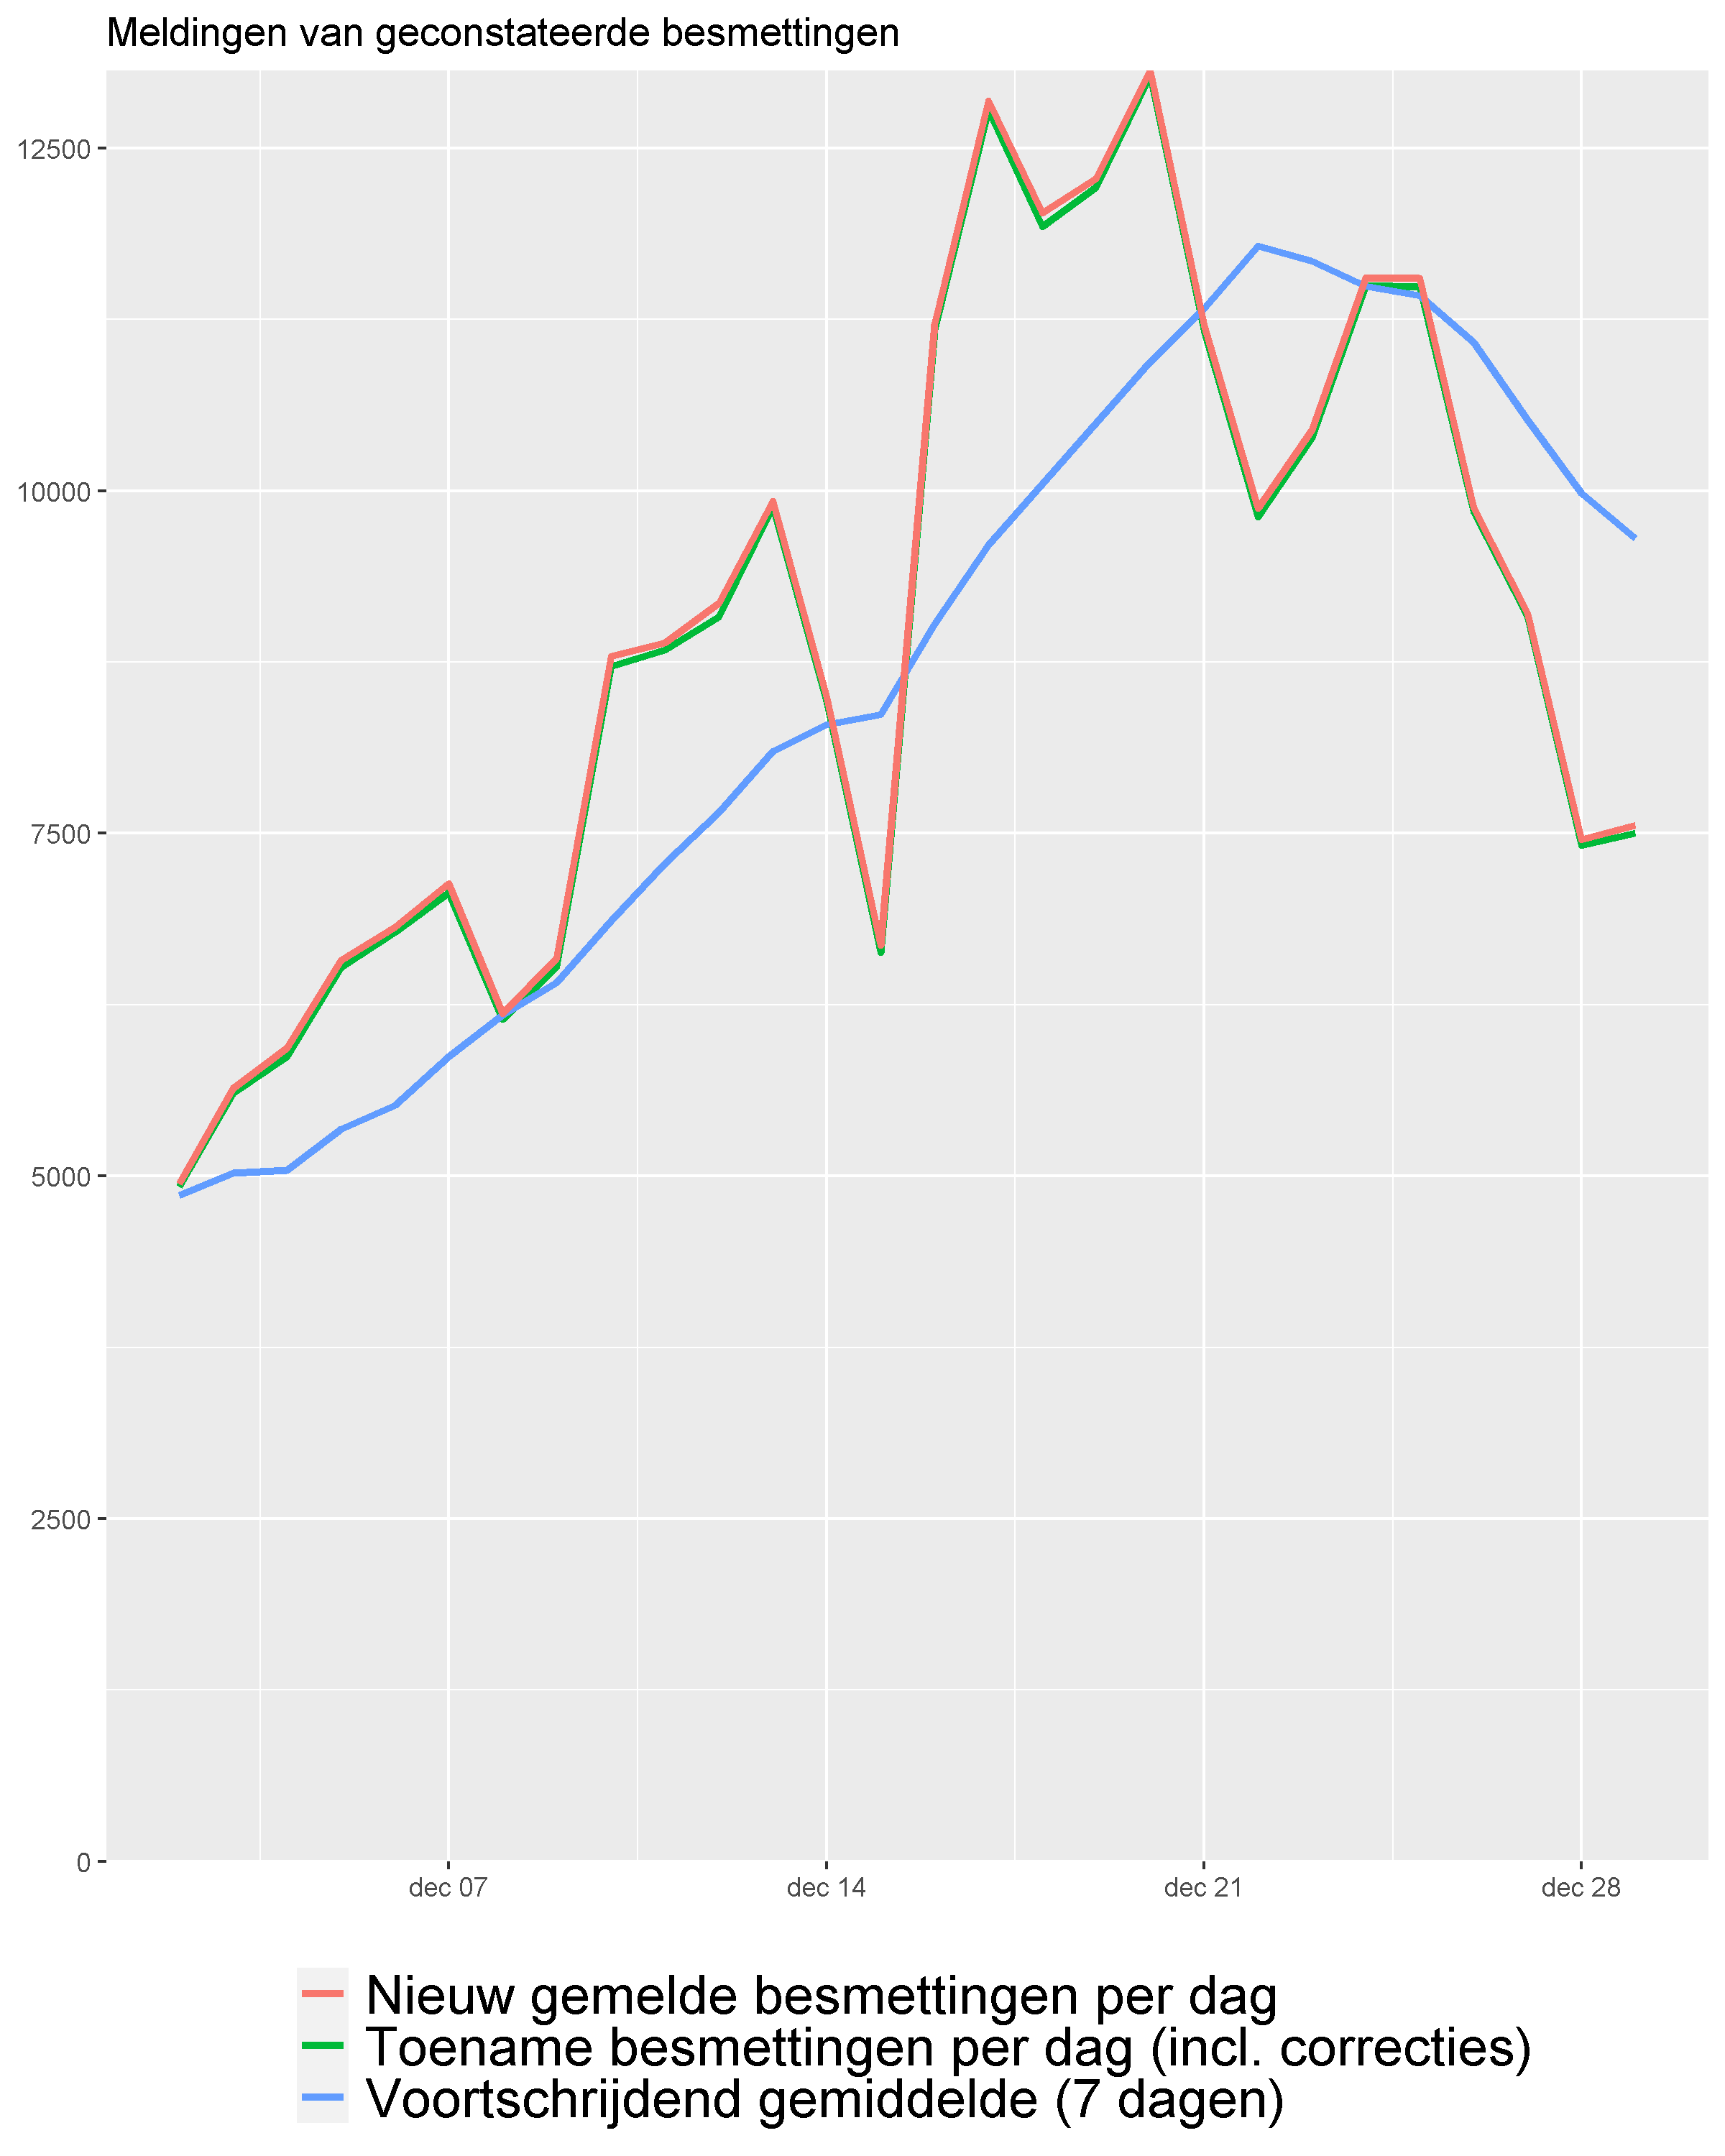 Meldingen van geconstateerde besmettingen
12500
10000
7500
5000
2500
0
dec 07 dec 14 dec 21 dec 28
Nieuw gemelde besmettingen per dag
Toename besmettingen per dag (incl. correcties)
Voortschrijdend gemiddelde (7 dagen)